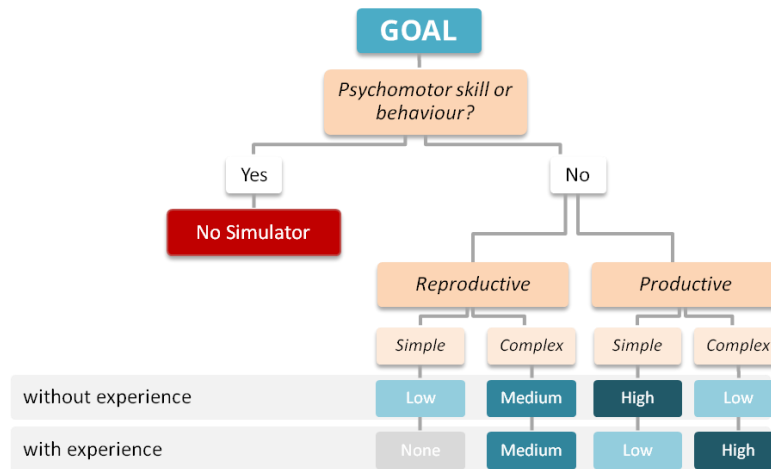 GOAL
Psychomotor skill or
behaviour?
Yes
No
No Simulator
Reproductive
Productive
Simple
Complex
Simple
Complex
without experience
Low
Medium
High
Low
with experience
None
Medium
Low
High